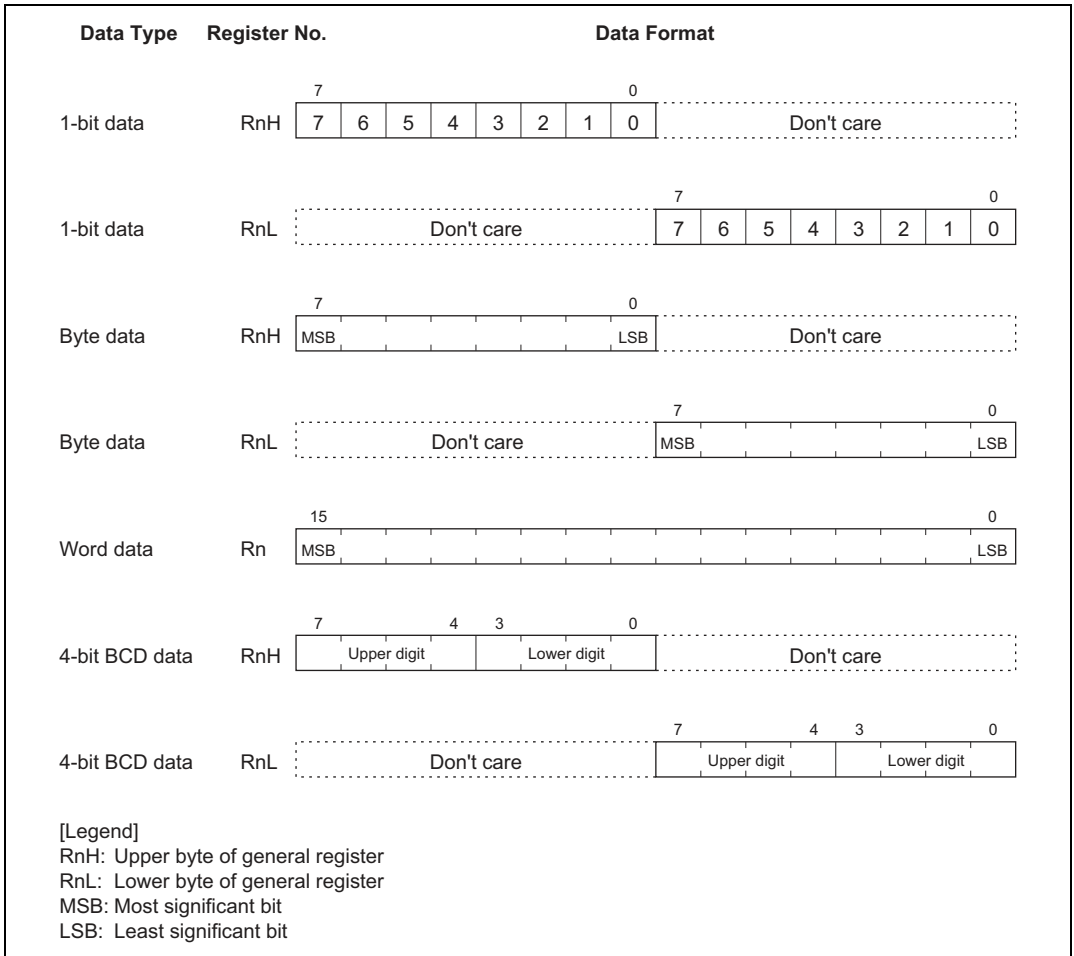 Data Type Register No. Data Format
7 0
1-bit data RnH 7 6 5 4 3 2 1 0 Don't care
7 0
1-bit data RnL Don't care 7 6 5 4 3 2 1 0
7 0
Byte data RnH MSB LSB Don't care
7 0
Byte data RnL Don't care MSB LSB
15 0
Word data Rn MSB LSB
7 4 3 0
4-bit BCD data RnH Upper digit Lower digit Don't care
7 4 3 0
4-bit BCD data RnL Don't care Upper digit Lower digit
[Legend]
RnH: Upper byte of general register
RnL: Lower byte of general register
MSB: Most significant bit
LSB: Least significant bit